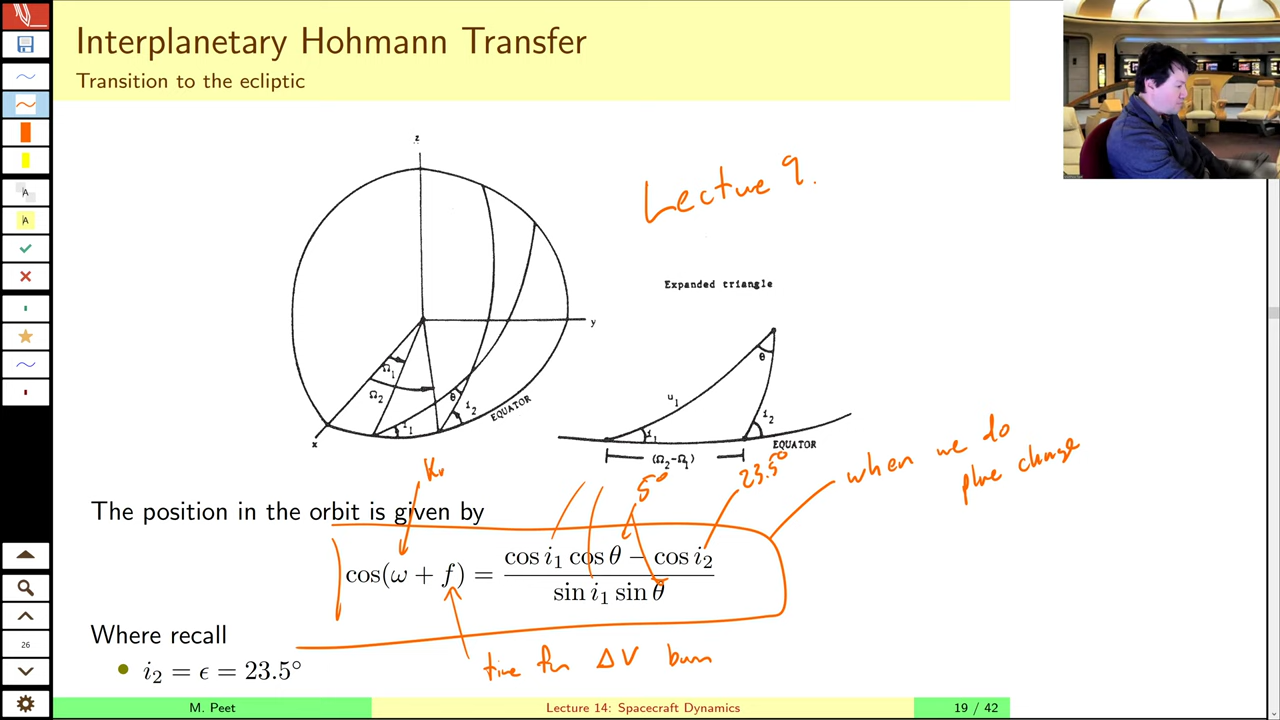 Interplanetary Hohmann Transfer
Transition to the ecliptic
z
Lecture 9.
Expanded triangle
y
Ω₁
Ω₂
θ
i₁
i₂
EQUATOR
x
θ
u₁
i₁
i₂
EQUATOR
(Ω₂-Ω₁)
5°
23.5°
when we do
plane change
The position in the orbit is given by
cos(ω + f) = (cos i₁ cos θ − cos i₂) / (sin i₁ sin θ)
Where recall
time for ΔV burn
• i₂ = ϵ = 23.5°
A
A
26
M. Peet
Lecture 14: Spacecraft Dynamics
19 / 42